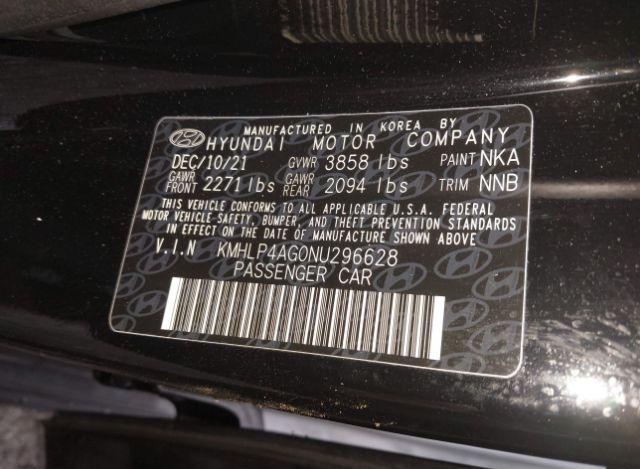 MANUFACTURED IN KOREA BY
HYUNDAI MOTOR COMPANY
DEC/10/21 GVWR 3858 lbs PAINT NKA
GAWR FRONT 2271 lbs GAWR REAR 2094 lbs TRIM NNB
THIS VEHICLE CONFORMS TO ALL APPLICABLE U.S.A. FEDERAL
MOTOR VEHICLE-SAFETY, BUMPER, AND THEFT PREVENTION STANDARDS
IN EFFECT ON THE DATE OF MANUFACTURE SHOWN ABOVE.
V.I.N KMHLP4AG0NU296628
PASSENGER CAR